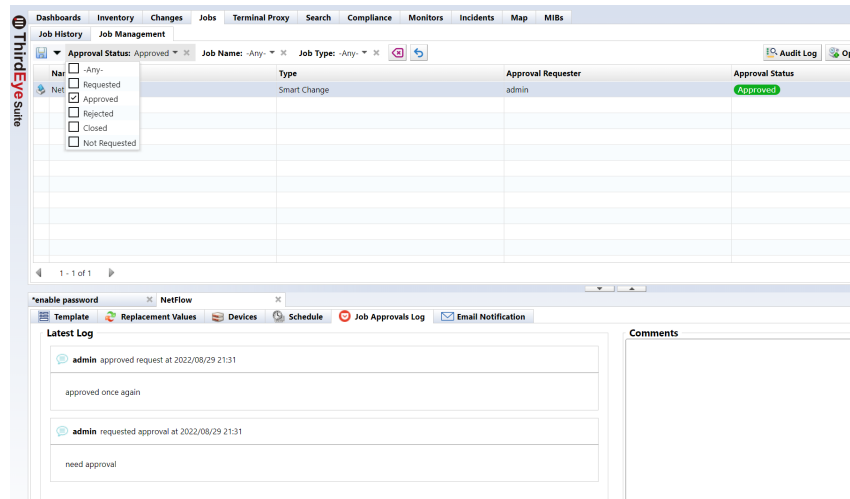 ThirdEye Suite
Dashboards Inventory Changes Jobs Terminal Proxy Search Compliance Monitors Incidents Map MIBs
Job History Job Management
Approval Status: Approved Job Name: -Any- Job Type: -Any- Audit Log
Type Approval Requester Approval Status
Net Smart Change admin Approved
-Any-
Requested
Approved
Rejected
Closed
Not Requested
1 - 1 of 1
*enable password NetFlow
Template Replacement Values Devices Schedule Job Approvals Log Email Notification
Latest Log Comments
admin approved request at 2022/08/29 21:31
approved once again
admin requested approval at 2022/08/29 21:31
need approval